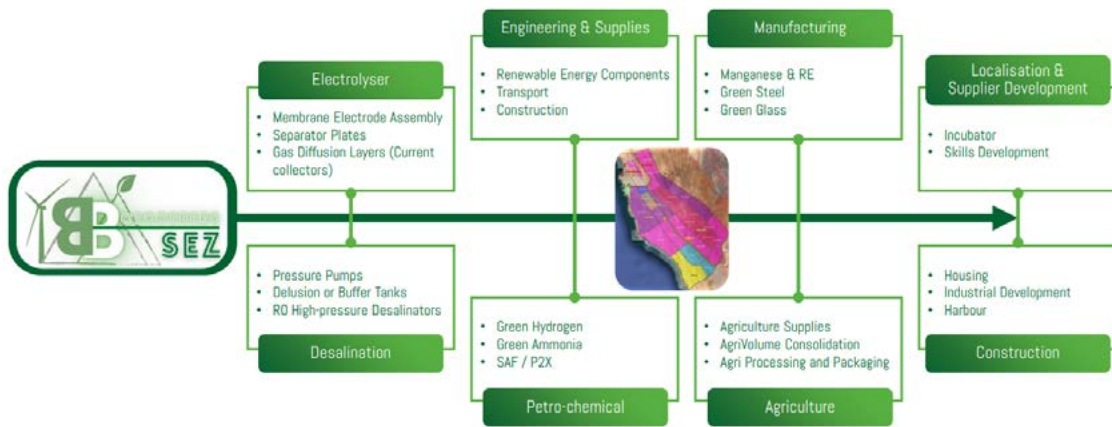 Engineering & Supplies
• Renewable Energy Components
• Transport
• Construction
Manufacturing
• Manganese & RE
• Green Steel
• Green Glass
Electrolyser
• Membrane Electrode Assembly
• Separator Plates
• Gas Diffusion Layers (Current
collectors)
Localisation &
Supplier Development
• Incubator
• Skills Development
BB
SEZ
• Pressure Pumps
• Delusion or Buffer Tanks
• RO High-pressure Desalinators
Desalination
• Green Hydrogen
• Green Ammonia
• SAF / P2X
Petro-chemical
• Agriculture Supplies
• AgriVolume Consolidation
• Agri Processing and Packaging
Agriculture
• Housing
• Industrial Development
• Harbour
Construction